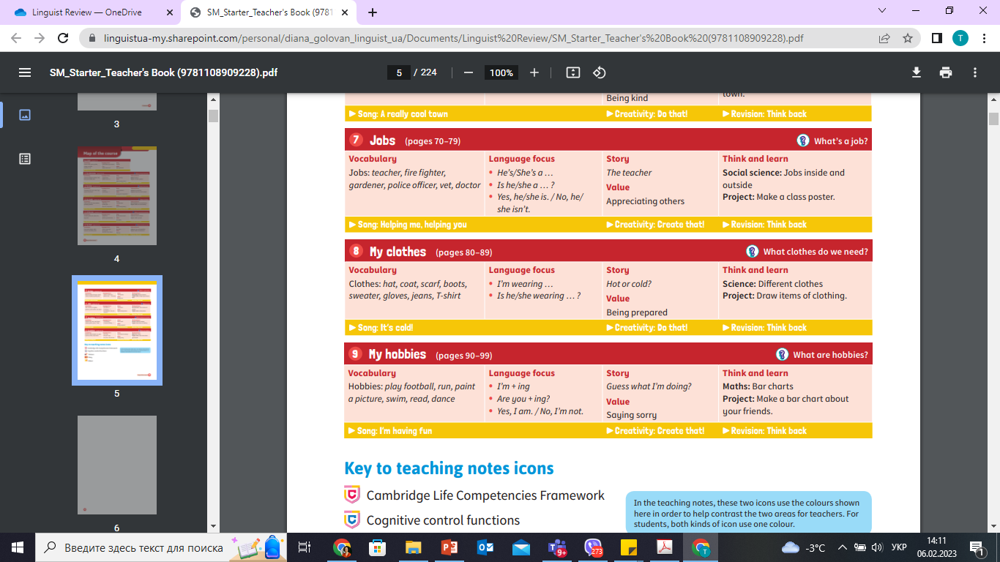 Linguist Review — OneDrive
SM_Starter_Teacher's Book (9781
linguistua-my.sharepoint.com/personal/diana_golovan_linguist_ua/Documents/Linguist%20Review/SM_Starter_Teacher's%20Book%20(9781108909228).pdf
T
SM_Starter_Teacher's Book (9781108909228).pdf
5 / 224
100%
3
Map of the course
4
5
6
Being kind
town.
Song: A really cool town
Creativity: Do that!
Revision: Think back
7 Jobs (pages 70–79)
What's a job?
Vocabulary
Jobs: teacher, fire fighter,
gardener, police officer, vet, doctor
Language focus
• He's/She's a …
• Is he/she a … ?
• Yes, he/she is. / No, he/
she isn't.
Story
The teacher
Value
Appreciating others
Think and learn
Social science: Jobs inside and
outside
Project: Make a class poster.
Song: Helping me, helping you
Creativity: Create that!
Revision: Think back
8 My clothes (pages 80–89)
What clothes do we need?
Vocabulary
Clothes: hat, coat, scarf, boots,
sweater, gloves, jeans, T-shirt
Language focus
• I'm wearing …
• Is he/she wearing … ?
Story
Hot or cold?
Value
Being prepared
Think and learn
Science: Different clothes
Project: Draw items of clothing.
Song: It's cold!
Creativity: Do that!
Revision: Think back
9 My hobbies (pages 90–99)
What are hobbies?
Vocabulary
Hobbies: play football, run, paint
a picture, swim, read, dance
Language focus
• I'm + ing
• Are you + ing?
• Yes, I am. / No, I'm not.
Story
Guess what I'm doing?
Value
Saying sorry
Think and learn
Maths: Bar charts
Project: Make a bar chart about
your friends.
Song: I'm having fun
Creativity: Create that!
Revision: Think back
Key to teaching notes icons
Cambridge Life Competencies Framework
Cognitive control functions
In the teaching notes, these two icons use the colours shown
here in order to help contrast the two areas for teachers. For
students, both kinds of icon use one colour.
Введите здесь текст для поиска
9+
273
T
-3°C
УКР
14:11
06.02.2023
1